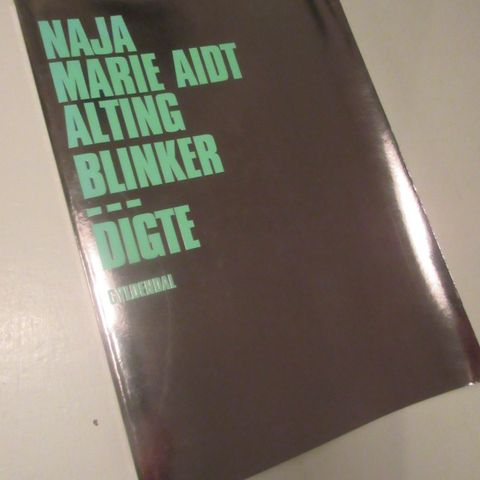 NAJA
MARIE AIDT
ALTING
BLINKER
---
DIGTE
GYLDENDAL